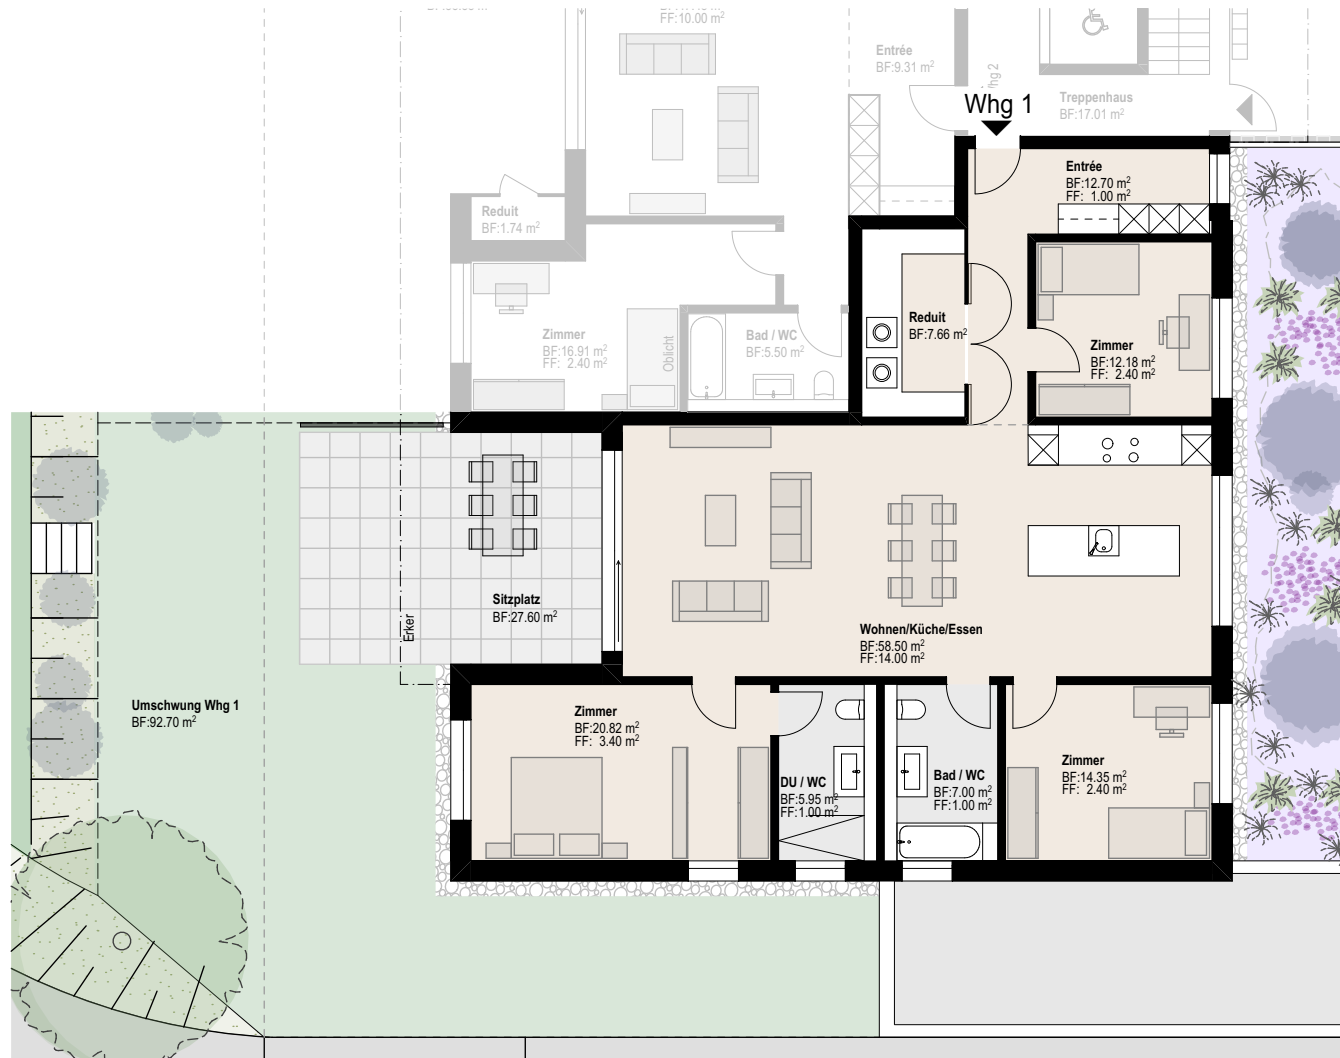 FF:10.00 m²
Entrée
BF:9.31 m²
Whg 1
Treppenhaus
BF:17.01 m²
Entrée
BF:12.70 m²
FF: 1.00 m²
Reduit
BF:1.74 m²
Zimmer
BF:16.91 m²
FF: 2.40 m²
Oblicht
Bad / WC
BF:5.50 m²
Reduit
BF:7.66 m²
Zimmer
BF:12.18 m²
FF: 2.40 m²
Sitzplatz
BF:27.60 m²
Erker
Wohnen/Küche/Essen
BF:58.50 m²
FF:14.00 m²
Umschwung Whg 1
BF:92.70 m²
Zimmer
BF:20.82 m²
FF: 3.40 m²
DU / WC
BF:5.95 m²
FF:1.00 m²
Bad / WC
BF:7.00 m²
FF:1.00 m²
Zimmer
BF:14.35 m²
FF: 2.40 m²